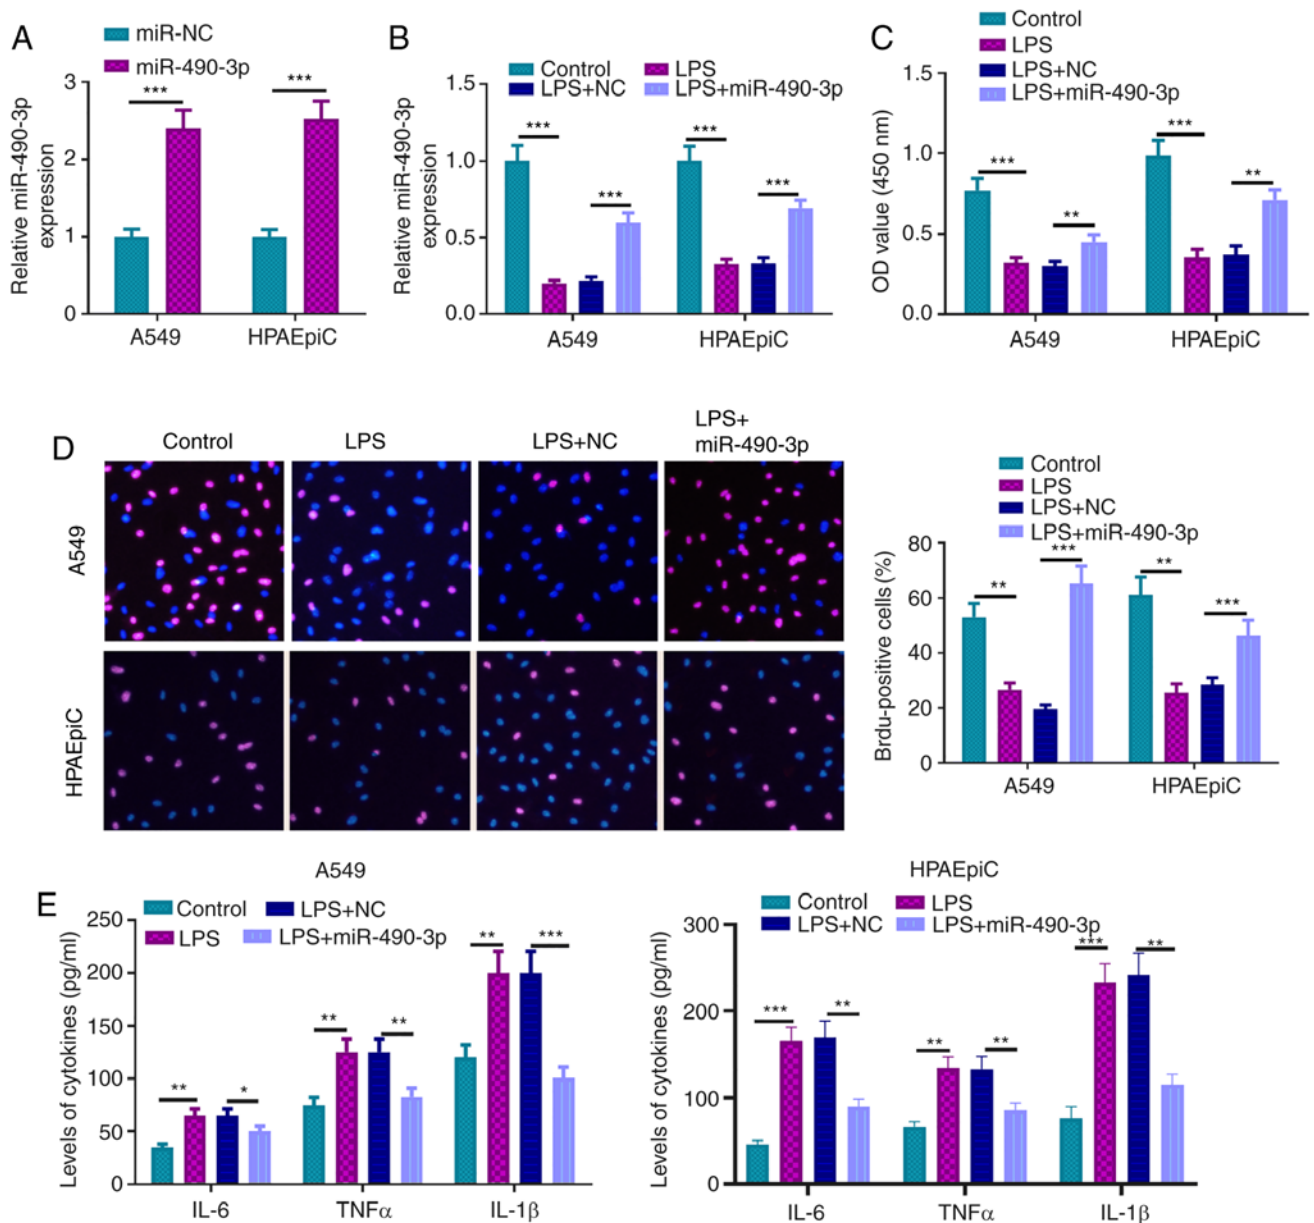 A
miR-NC
miR-490-3p
Relative miR-490-3p
expression
3
2
1
0
***
***
A549
HPAEpiC
B
Control
LPS
LPS+NC
LPS+miR-490-3p
Relative miR-490-3p
expression
1.5
1.0
0.5
0.0
***
***
***
***
A549
HPAEpiC
C
Control
LPS
LPS+NC
LPS+miR-490-3p
OD value (450 nm)
1.5
1.0
0.5
0.0
***
**
***
**
A549
HPAEpiC
D
Control
LPS
LPS+NC
LPS+
miR-490-3p
A549
HPAEpiC
Control
LPS
LPS+NC
LPS+miR-490-3p
Brdu-positive cells (%)
80
60
40
20
0
**
***
**
***
A549
HPAEpiC
E
A549
Control
LPS+NC
LPS
LPS+miR-490-3p
Levels of cytokines (pg/ml)
250
200
150
100
50
0
**
*
**
**
**
***
IL-6
TNFα
IL-1β
HPAEpiC
Control
LPS
LPS+NC
LPS+miR-490-3p
Levels of cytokines (pg/ml)
300
200
100
0
***
**
**
**
***
**
IL-6
TNFα
IL-1β